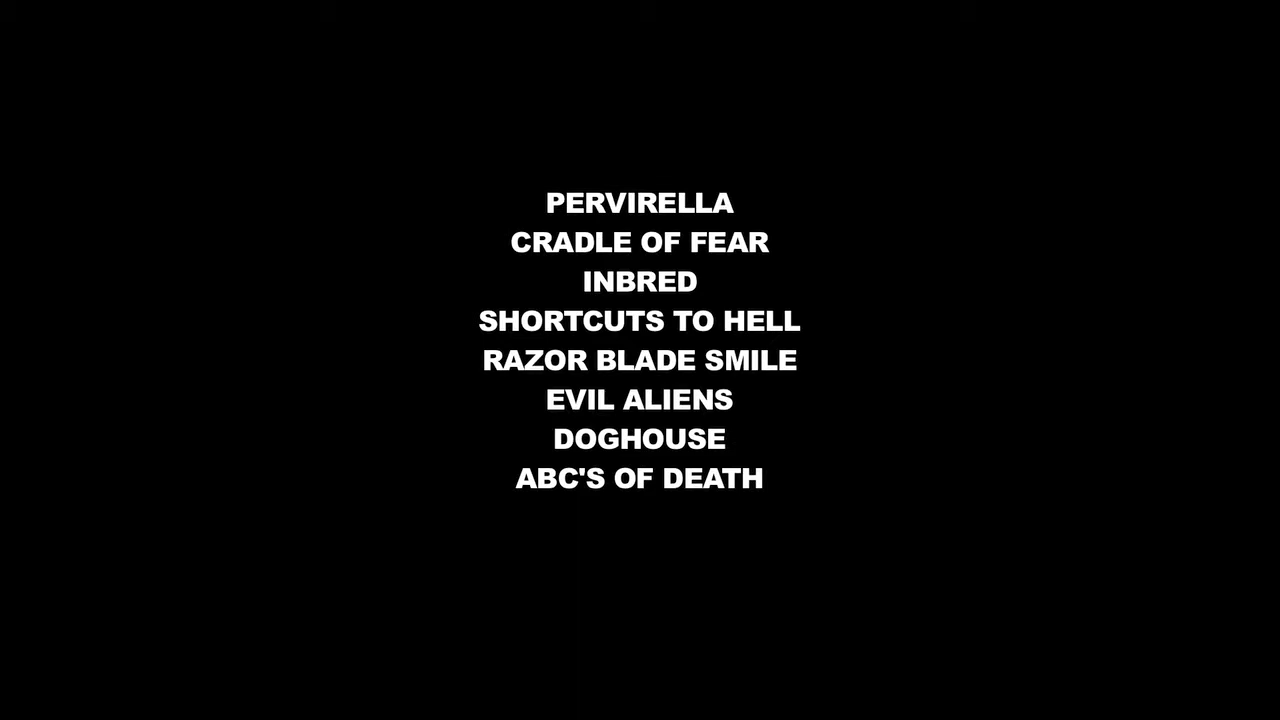 PERVIRELLA
CRADLE OF FEAR
INBRED
SHORTCUTS TO HELL
RAZOR BLADE SMILE
EVIL ALIENS
DOGHOUSE
ABC'S OF DEATH